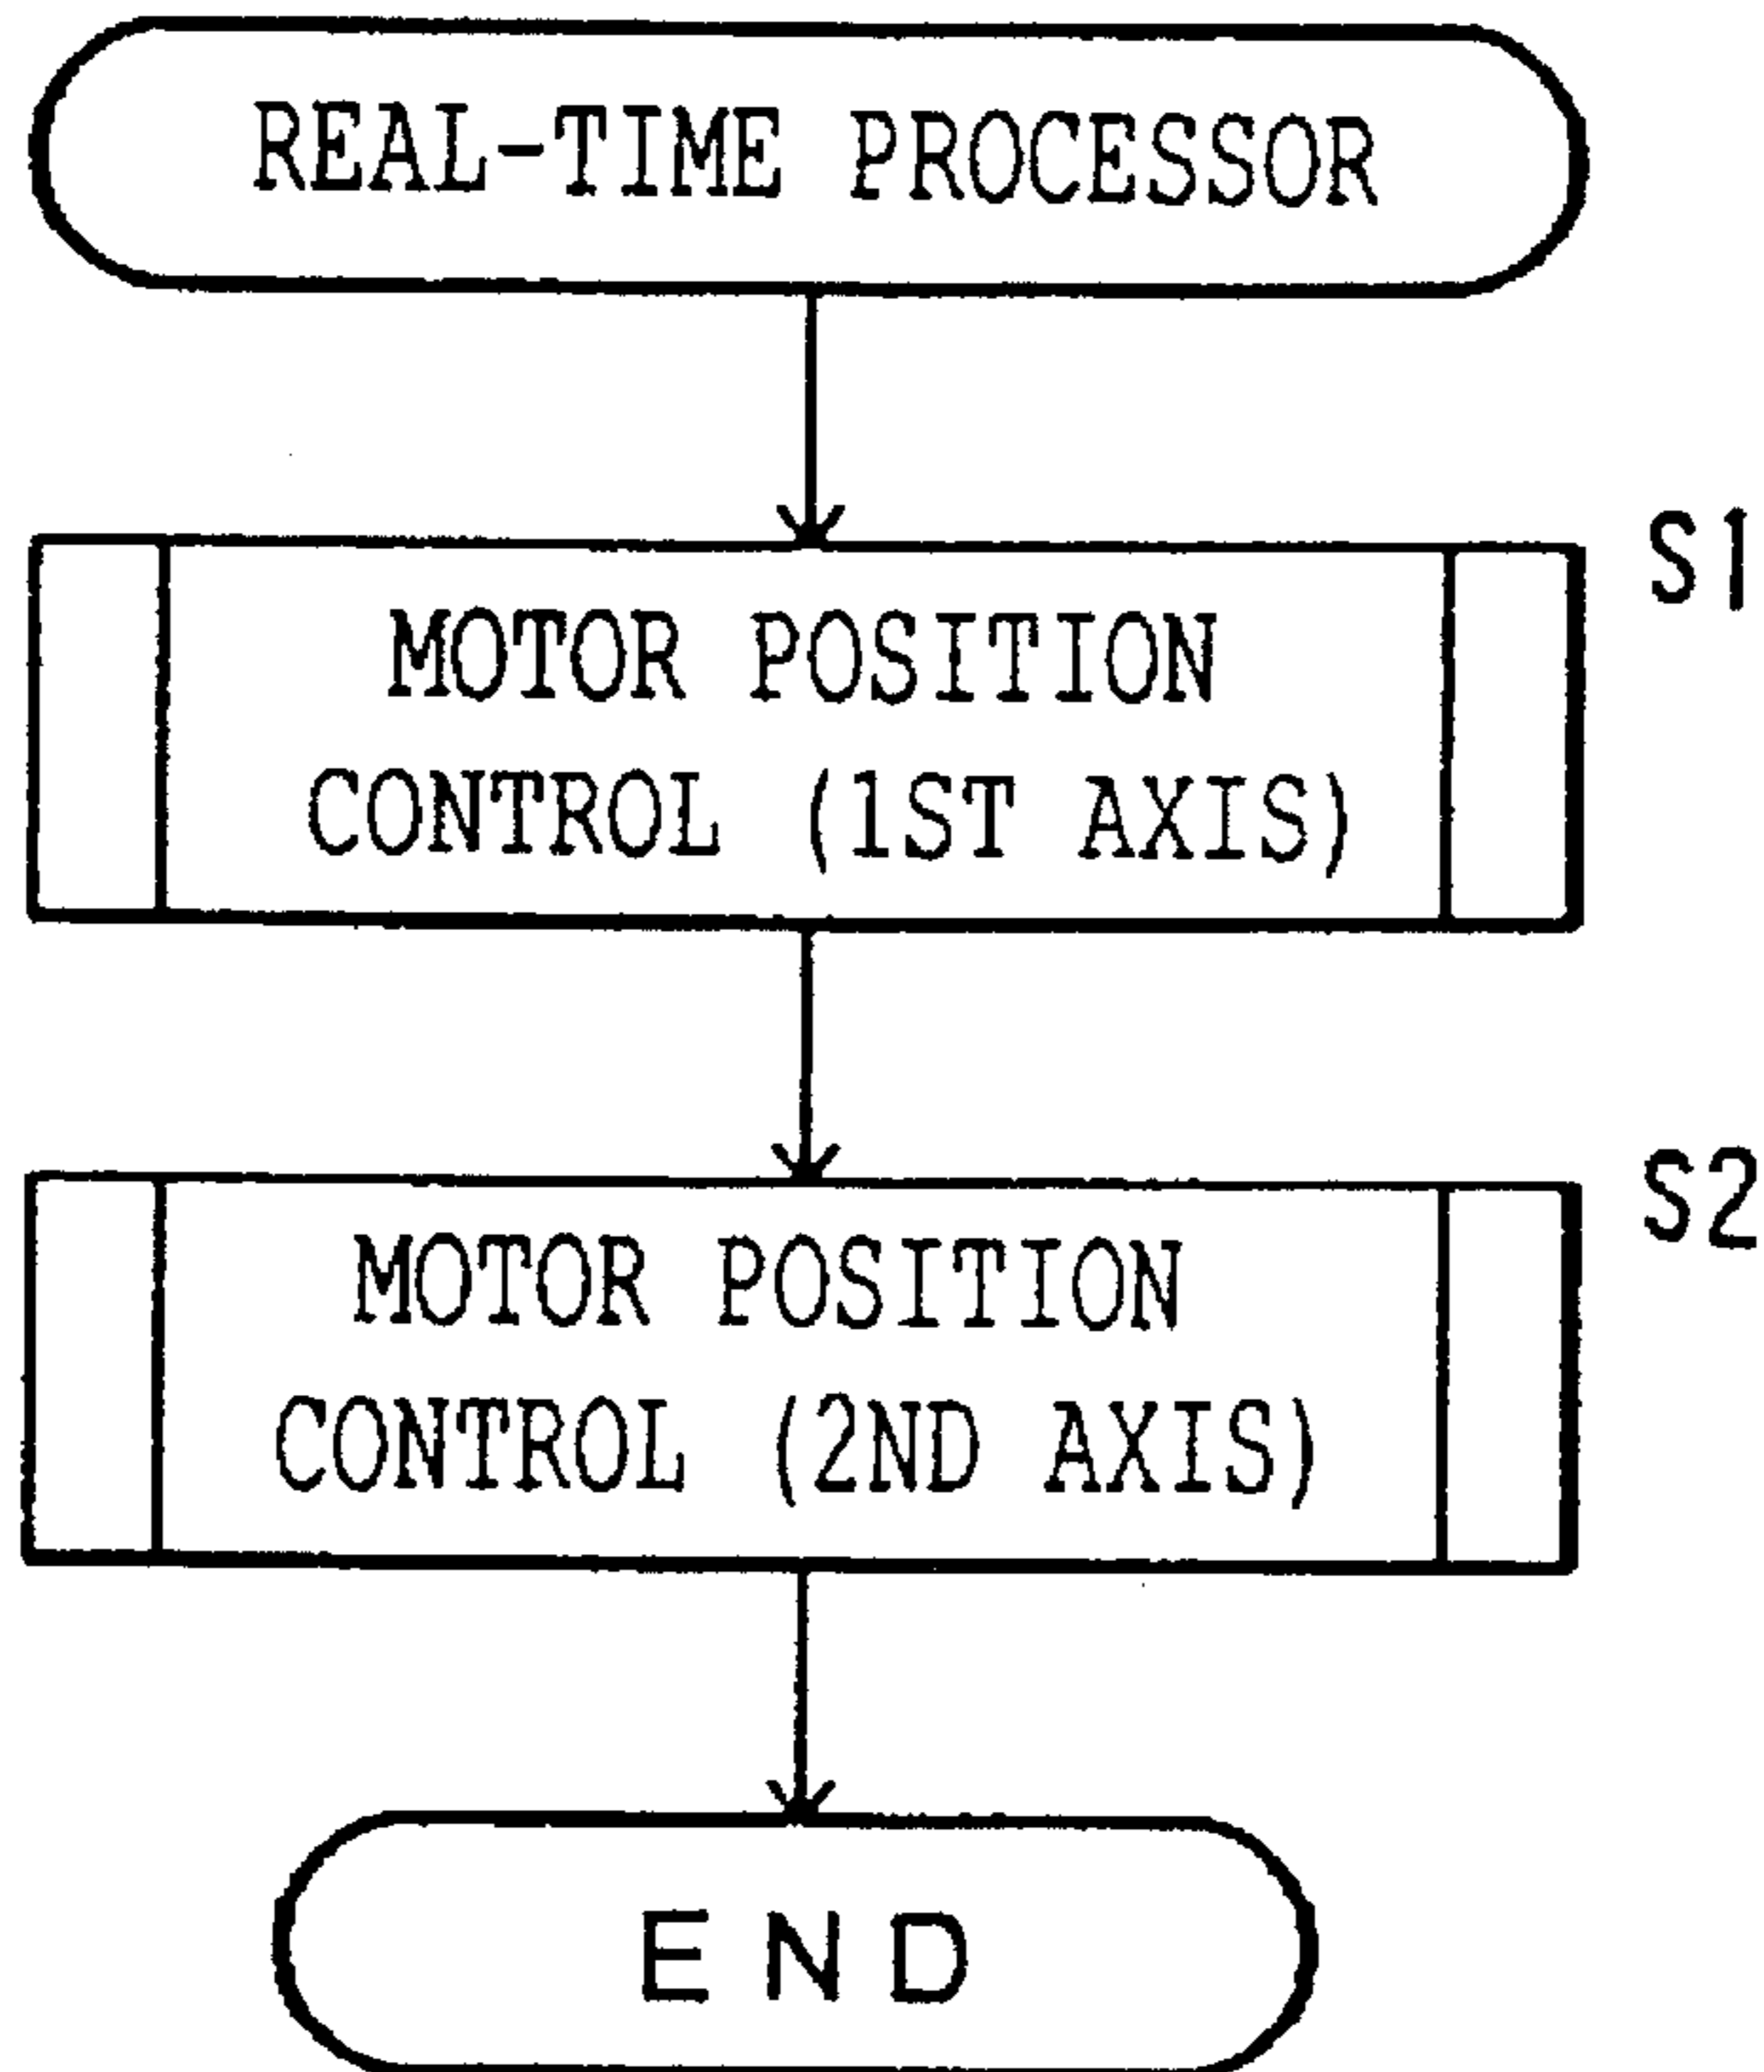 REAL-TIME PROCESSOR
S1
MOTOR POSITION
CONTROL (1ST AXIS)
S2
MOTOR POSITION
CONTROL (2ND AXIS)
END